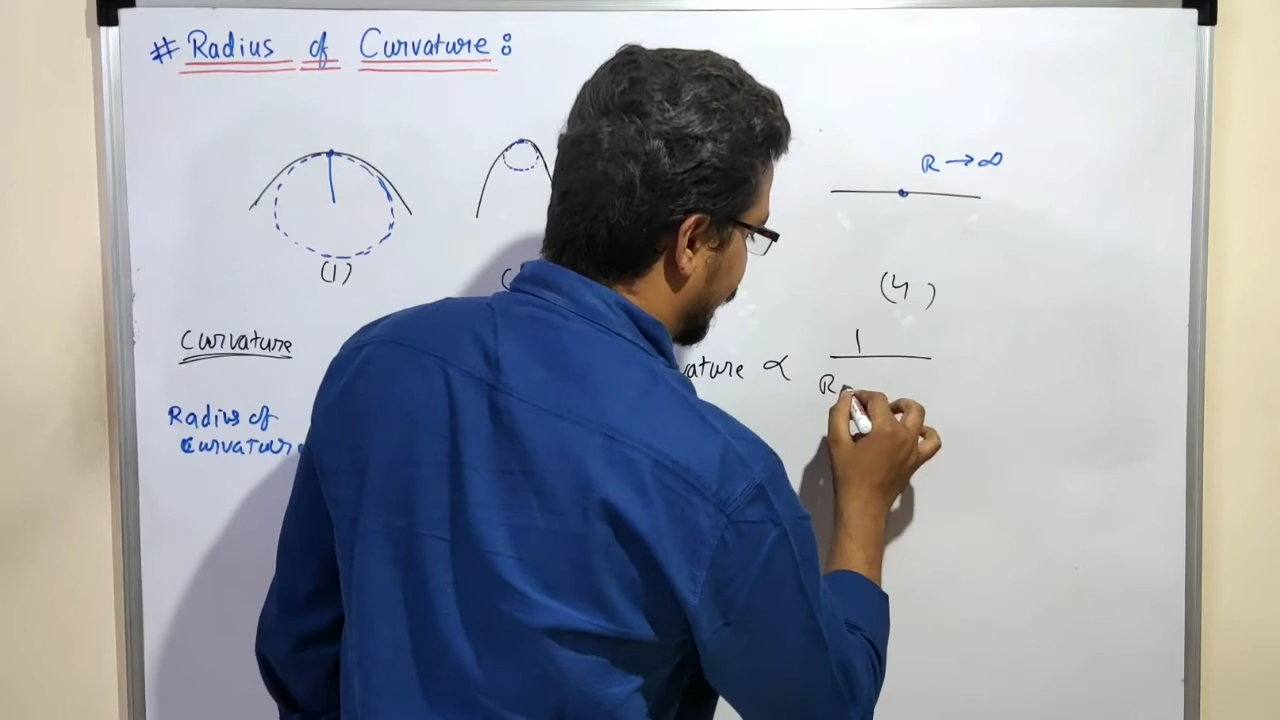 # Radius of Curvature :
R → ∞
(1)
(4)
1
Curvature
vature ∝
R
Radius of
curvature